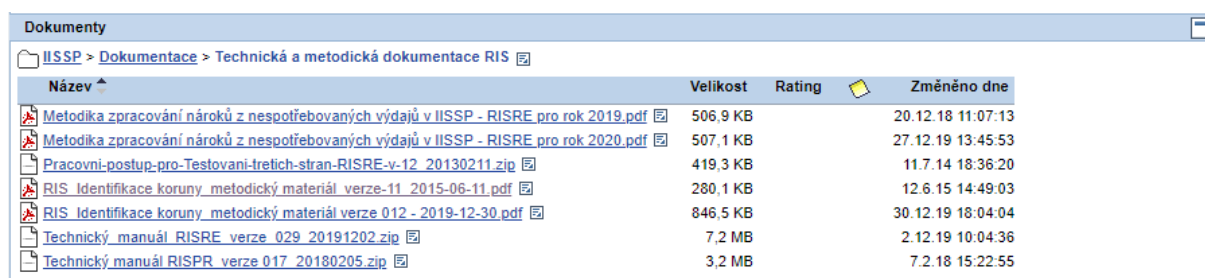 Dokumenty
IISSP > Dokumentace > Technická a metodická dokumentace RIS
Název Velikost Rating Změněno dne
Metodika zpracování nároků z nespotřebovaných výdajů v IISSP - RISRE pro rok 2019.pdf 506,9 KB 20.12.18 11:07:13
Metodika zpracování nároků z nespotřebovaných výdajů v IISSP - RISRE pro rok 2020.pdf 507,1 KB 27.12.19 13:45:53
Pracovni-postup-pro-Testovani-tretich-stran-RISRE-v-12_20130211.zip 419,3 KB 11.7.14 18:36:20
RIS_Identifikace koruny_metodický materiál_verze-11_2015-06-11.pdf 280,1 KB 12.6.15 14:49:03
RIS_Identifikace koruny_metodický materiál verze 012 - 2019-12-30.pdf 846,5 KB 30.12.19 18:04:04
Technický_manuál_RISRE_verze_029_20191202.zip 7,2 MB 2.12.19 10:04:36
Technický manuál RISPR_verze 017_20180205.zip 3,2 MB 7.2.18 15:22:55